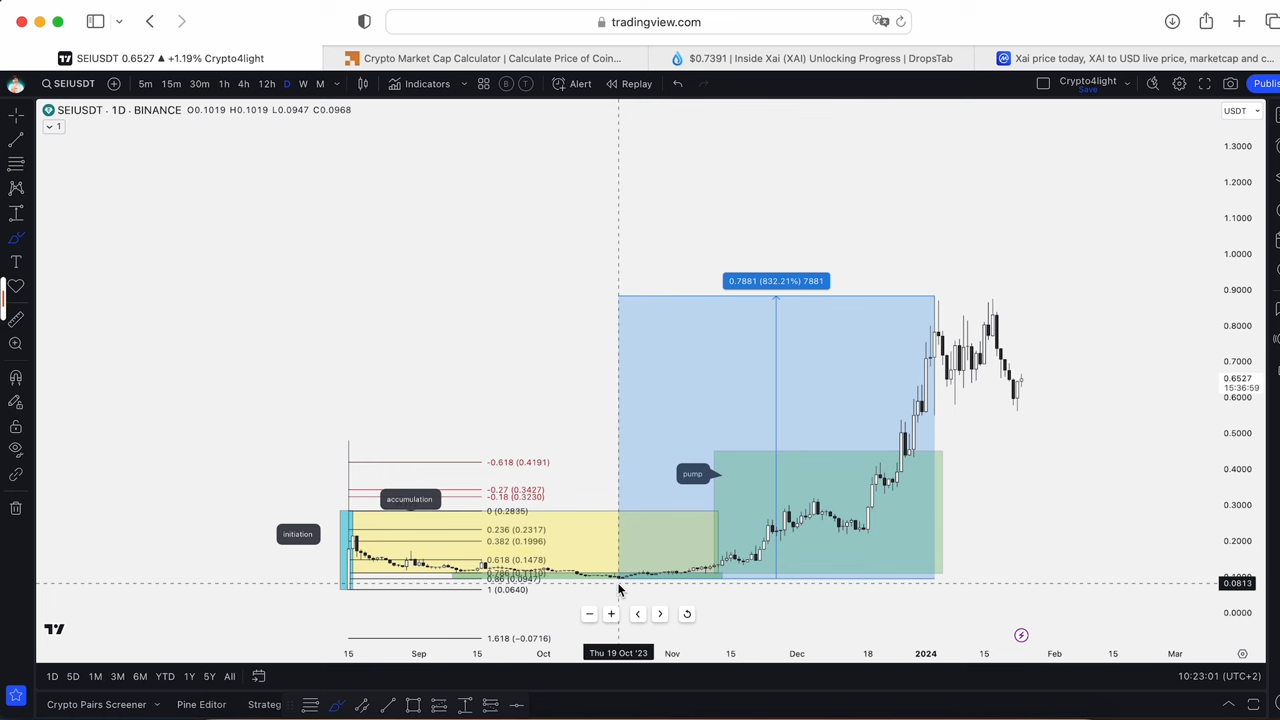 tradingview.com
SEIUSDT 0.6527 ▲ +1.19% Crypto4light
Crypto Market Cap Calculator | Calculate Price of Coin...
$0.7391 | Inside Xai (XAI) Unlocking Progress | DropsTab
Xai price today, XAI to USD live price, marketcap and c...
SEIUSDT 5m 15m 30m 1h 4h 12h D W M Indicators Alert Replay Crypto4light Save Publis
SEIUSDT · 1D · BINANCE O0.1019 H0.1019 L0.0947 C0.0968
USDT
1
1.3000
1.2000
1.1000
1.0000
0.9000
0.7881 (832.21%) 7881
0.8000
0.7000
0.6527
15:36:59
0.6000
0.5000
-0.618 (0.4191)
pump
0.4000
-0.27 (0.3427)
-0.18 (0.3230)
accumulation
0 (0.2835)
0.3000
0.236 (0.2317)
initiation
0.382 (0.1996)
0.2000
0.618 (0.1478)
1 (0.0640)
0.0813
0.0000
1.618 (−0.0716)
15 Sep 15 Oct Thu 19 Oct '23 Nov 15 Dec 18 2024 15 Feb 15 Mar
1D 5D 1M 3M 6M YTD 1Y 5Y All
10:23:01 (UTC+2)
Crypto Pairs Screener Pine Editor Strateg